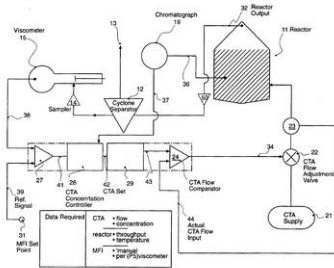 Chromatograph
19
32
Reactor
Output
13
Viscometer
15
11 Reactor
36
12
Cyclone
Separator
37
50
14
Sampler
38
23
CTA
Concerntration
Controller
CTA Set
CTA Flow
Comparator
24
34
22
CTA
Flow
Adjustment
Valve
27
41
28
42
29
43
39
Ref. Signal
31
MFI Set
Point
44
Actual
CTA Flow
Input
CTA
Supply
21
Data Required
CTA • flow
• concentration
reactor • throughput
• temperature
MFI • 'manual
• per (PS)viscometer